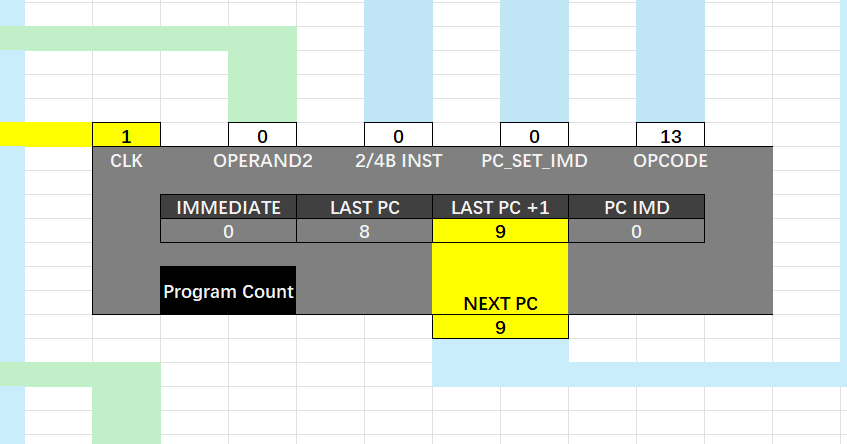 1 0 0 0 13
CLK OPERAND2 2/4B INST PC_SET_IMD OPCODE
IMMEDIATE LAST PC LAST PC +1 PC IMD
0 8 9 0
Program Count
NEXT PC
9